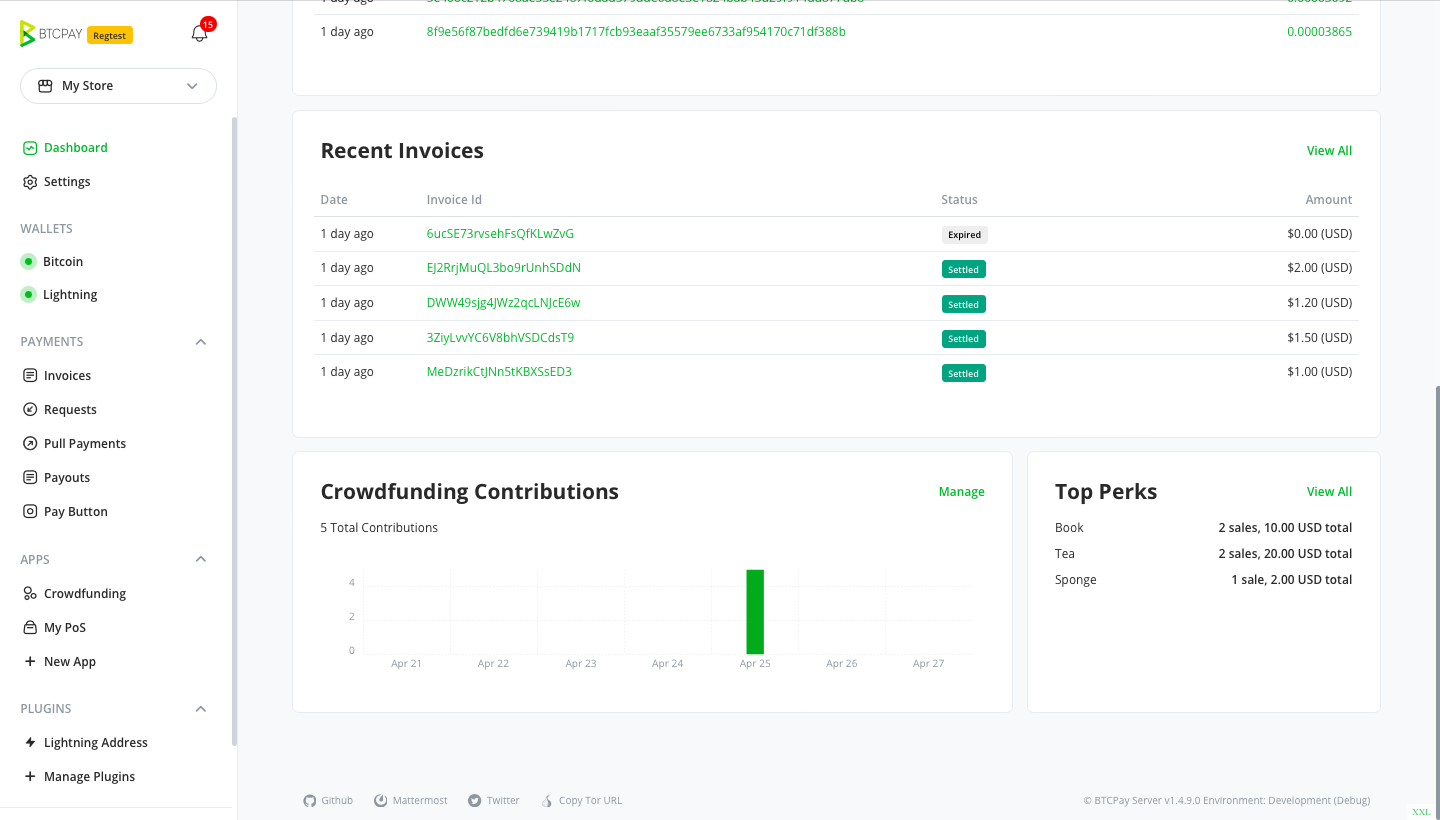 BTCPAY Regtest 15
My Store
Dashboard
Settings
WALLETS
Bitcoin
Lightning
PAYMENTS
Invoices
Requests
Pull Payments
Payouts
Pay Button
APPS
Crowdfunding
My PoS
New App
PLUGINS
Lightning Address
Manage Plugins
1 day ago 8f9e56f87bedfd6e739419b1717fcb93eaaf35579ee6733af954170c71df388b 0.00003865
Recent Invoices View All
Date Invoice Id Status Amount
1 day ago 6ucSE73rvsehFsQfKLwZvG Expired $0.00 (USD)
1 day ago EJ2RrjMuQL3bo9rUnhSDdN Settled $2.00 (USD)
1 day ago DWW49sjg4JWz2qcLNJcE6w Settled $1.20 (USD)
1 day ago 3ZiyLvvYC6V8bhVSDCdsT9 Settled $1.50 (USD)
1 day ago MeDzrikCtJNn5tKBXSsED3 Settled $1.00 (USD)
Crowdfunding Contributions Manage
5 Total Contributions
4
2
0
Apr 21 Apr 22 Apr 23 Apr 24 Apr 25 Apr 26 Apr 27
Top Perks View All
Book 2 sales, 10.00 USD total
Tea 2 sales, 20.00 USD total
Sponge 1 sale, 2.00 USD total
Github Mattermost Twitter Copy Tor URL
© BTCPay Server v1.4.9.0 Environment: Development (Debug)
XXL